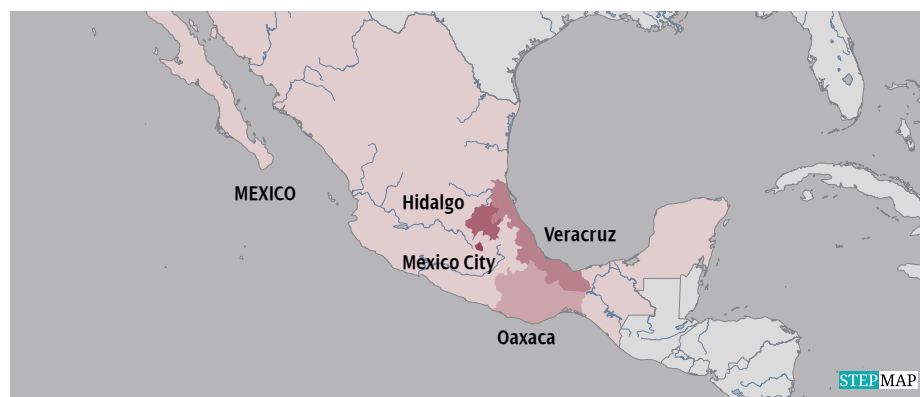 MEXICO
Hidalgo
Veracruz
Mexico City
Oaxaca
STEPMAP